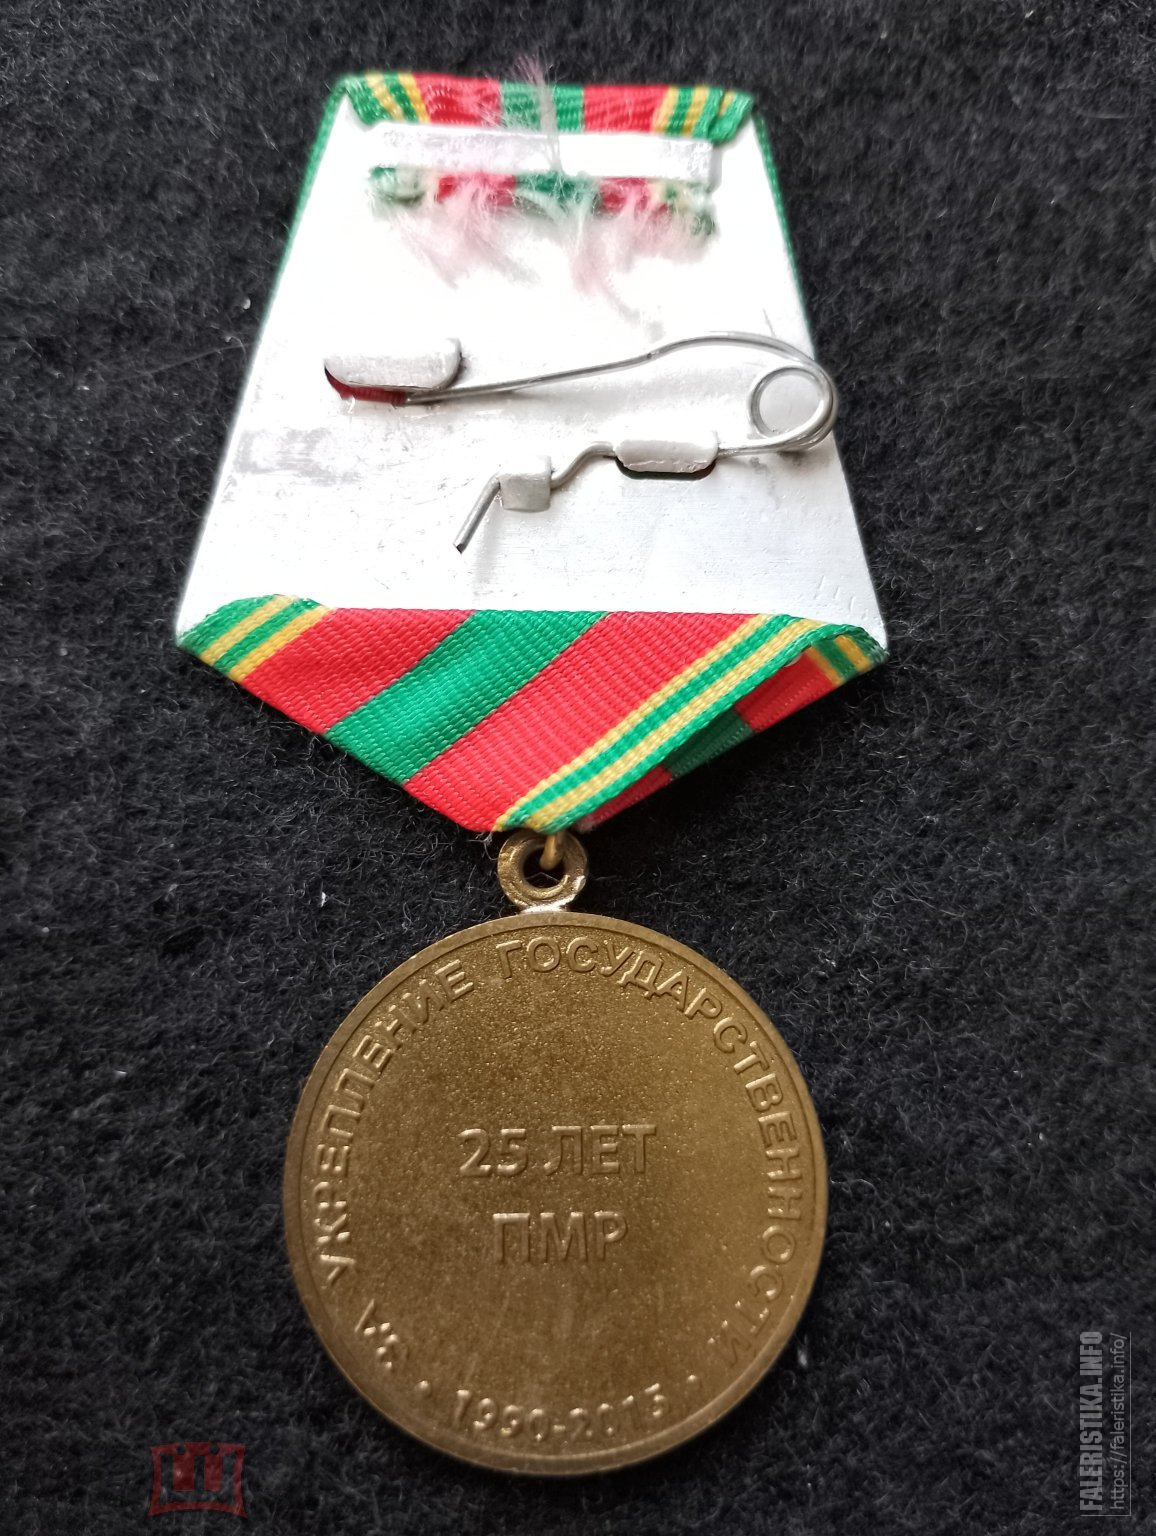 ЗА УКРЕПЛЕНИЕ ГОСУДАРСТВЕННОСТИ
25 ЛЕТ
ПМР
• 1990-2015 •
FALERISTIKA.INFO
https://faleristika.info/